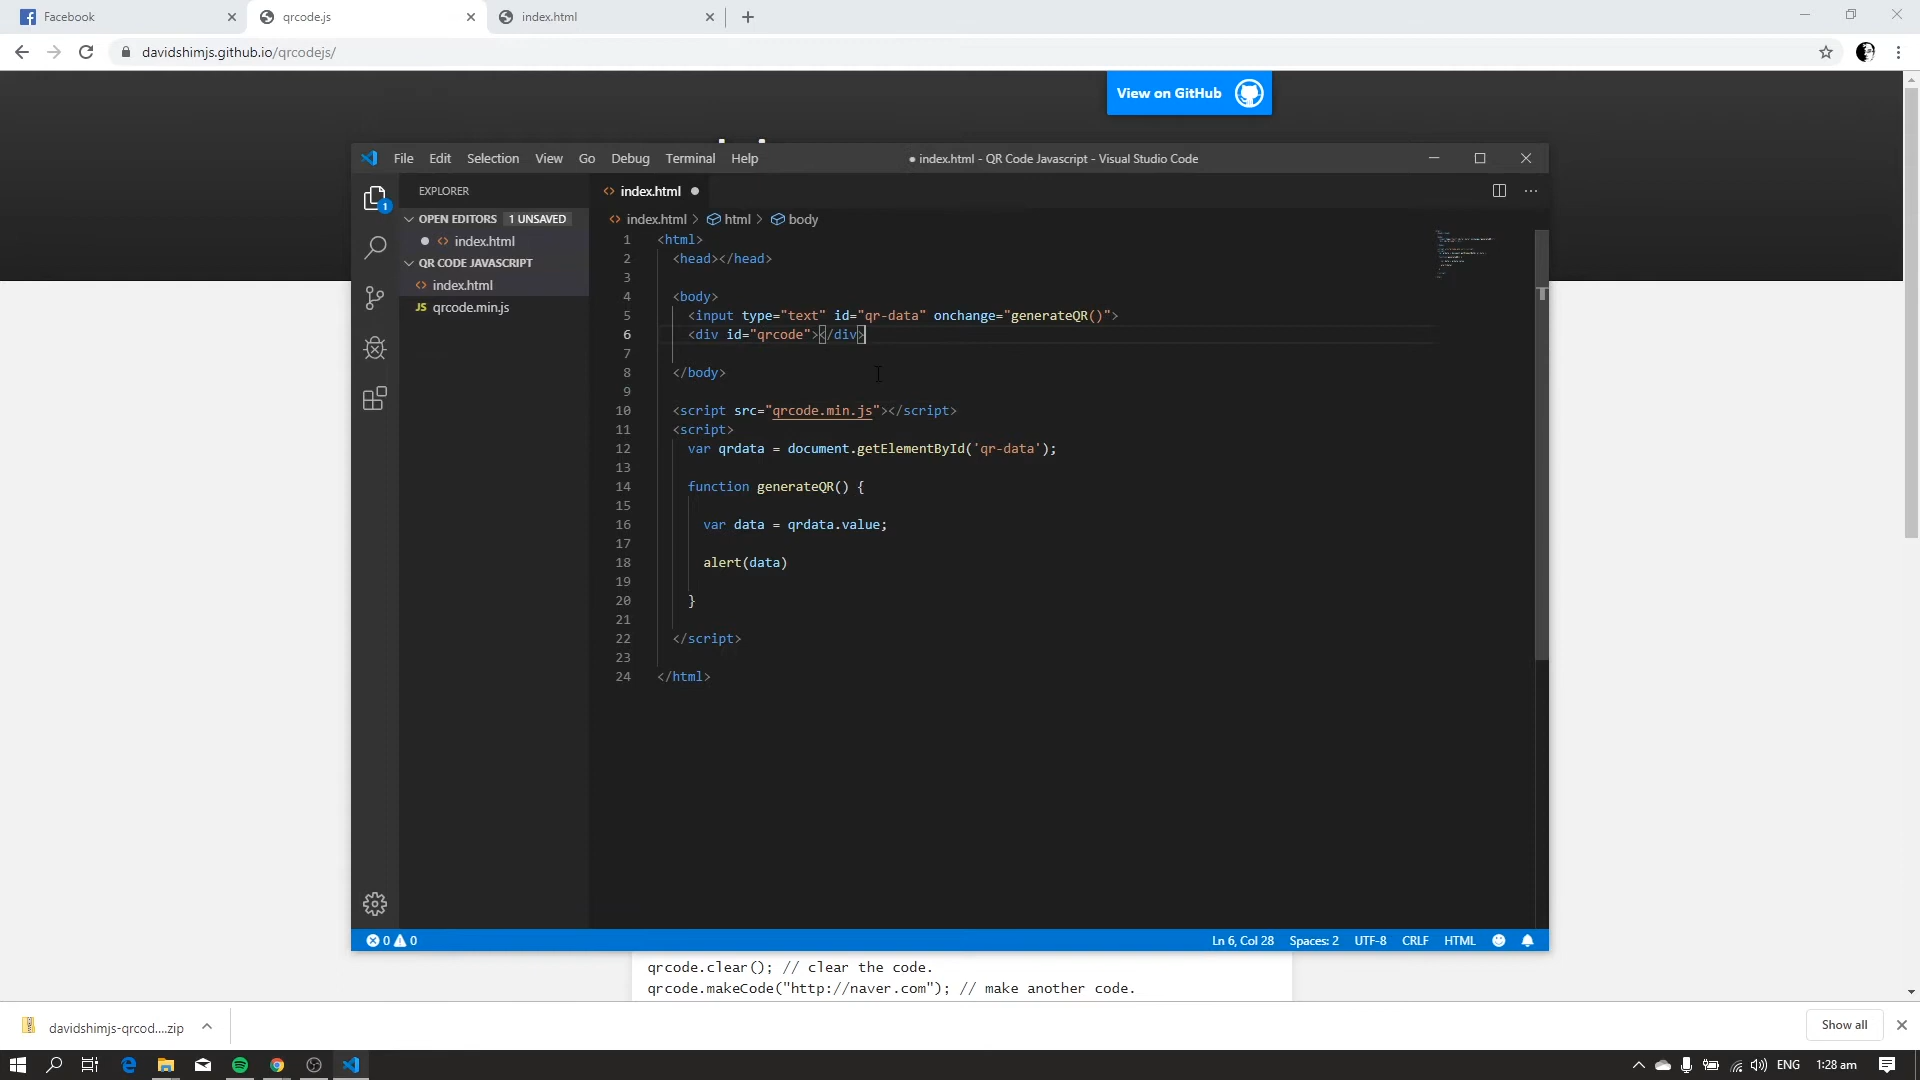 Facebook
qrcode.js
index.html
davidshimjs.github.io/qrcodejs/
View on GitHub
File Edit Selection View Go Debug Terminal Help
● index.html - QR Code Javascript - Visual Studio Code
EXPLORER
index.html
1
OPEN EDITORS 1 UNSAVED
index.html > html > body
index.html
QR CODE JAVASCRIPT
index.html
JS qrcode.min.js
1 <html>
2 <head></head>
3
4 <body>
5 <input type="text" id="qr-data" onchange="generateQR()">
6 <div id="qrcode"></div>
7
8 </body>
9
10 <script src="qrcode.min.js"></script>
11 <script>
12 var qrdata = document.getElementById('qr-data');
13
14 function generateQR() {
15
16 var data = qrdata.value;
17
18 alert(data)
19
20 }
21
22 </script>
23
24 </html>
0 0
Ln 6, Col 28 Spaces: 2 UTF-8 CRLF HTML
qrcode.clear(); // clear the code.
qrcode.makeCode("http://naver.com"); // make another code.
davidshimjs-qrcod....zip
Show all
ENG 1:28 am